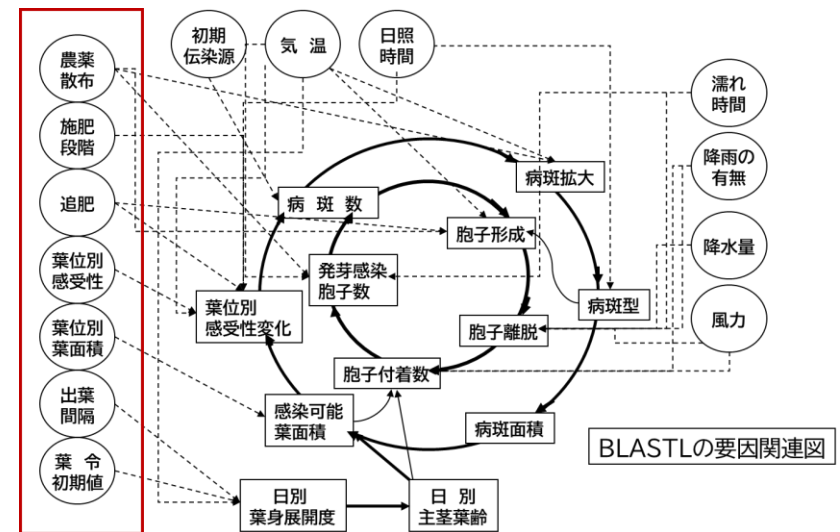 農薬
散布
施肥
段階
追肥
葉位別
感受性
葉位別
葉面積
出葉
間隔
葉 令
初期値
初期
伝染源
気 温
日照
時間
濡れ
時間
降雨の
有無
降水量
風力
病斑拡大
病 斑 数
胞子形成
発芽感染
胞子数
葉位別
感受性変化
病斑型
胞子離脱
胞子付着数
感染可能
葉面積
病斑面積
日別
葉身展開度
日 別
主茎葉齢
BLASTLの要因関連図